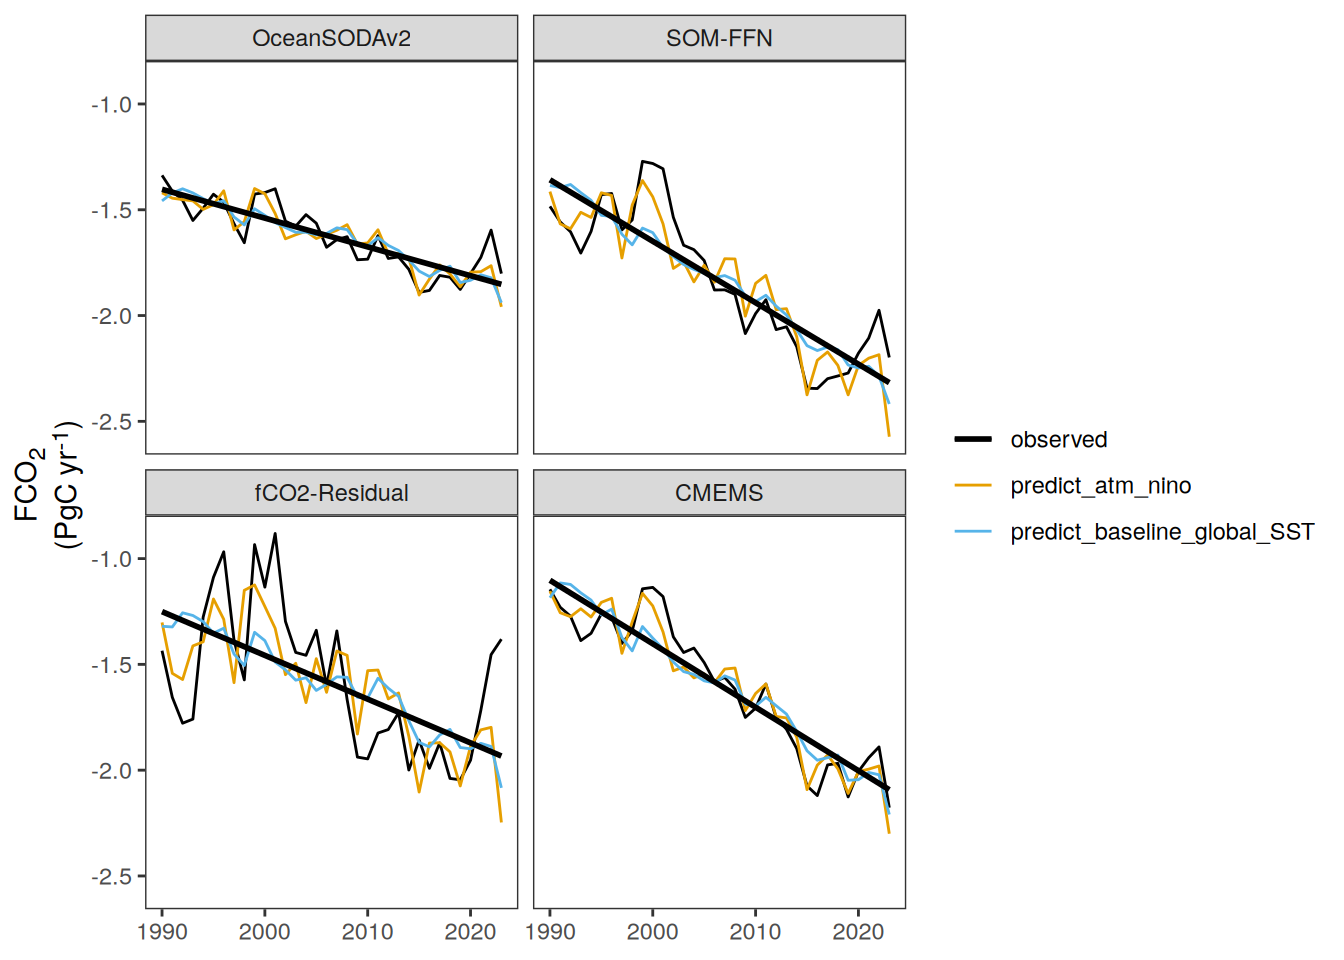 OceanSODAv2
SOM-FFN
-1.0
-1.5
-2.0
-2.5
fCO2-Residual
CMEMS
-1.0
-1.5
-2.0
-2.5
1990
2000
2010
2020
1990
2000
2010
2020
FCO₂
(PgC yr⁻¹)
observed
predict_atm_nino
predict_baseline_global_SST